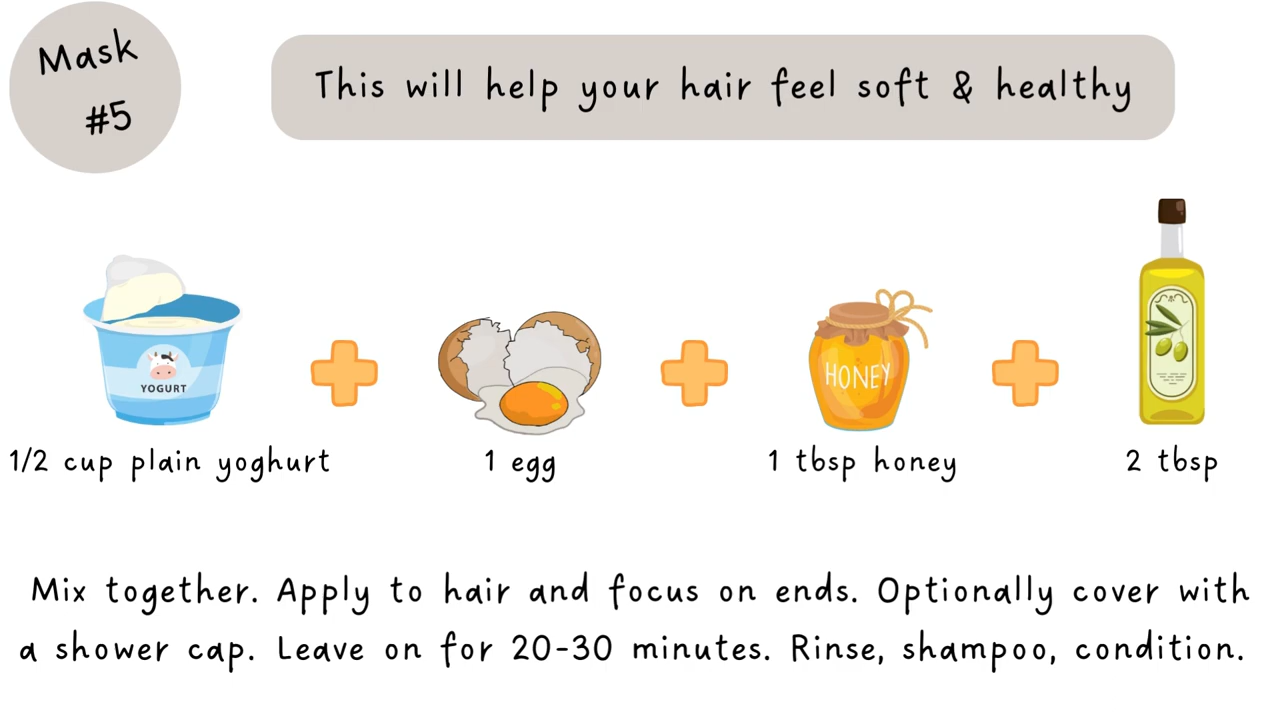 Mask
#5
This will help your hair feel soft & healthy
YOGURT
HONEY
1/2 cup plain yoghurt
1 egg
1 tbsp honey
2 tbsp
Mix together. Apply to hair and focus on ends. Optionally cover with
a shower cap. Leave on for 20-30 minutes. Rinse, shampoo, condition.